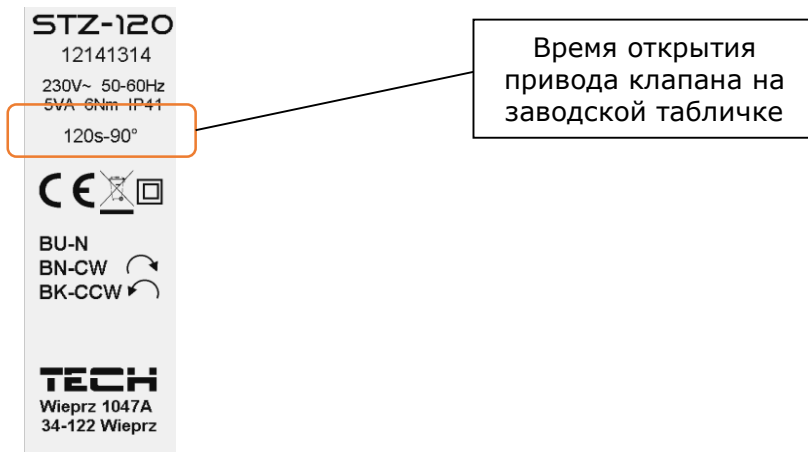 STZ-120
12141314
230V~ 50-60Hz
5VA 6Nm IP41
120s-90°
CE
BU-N
BN-CW
BK-CCW
TECH
Wieprz 1047A
34-122 Wieprz
Время открытия
привода клапана на
заводской табличке